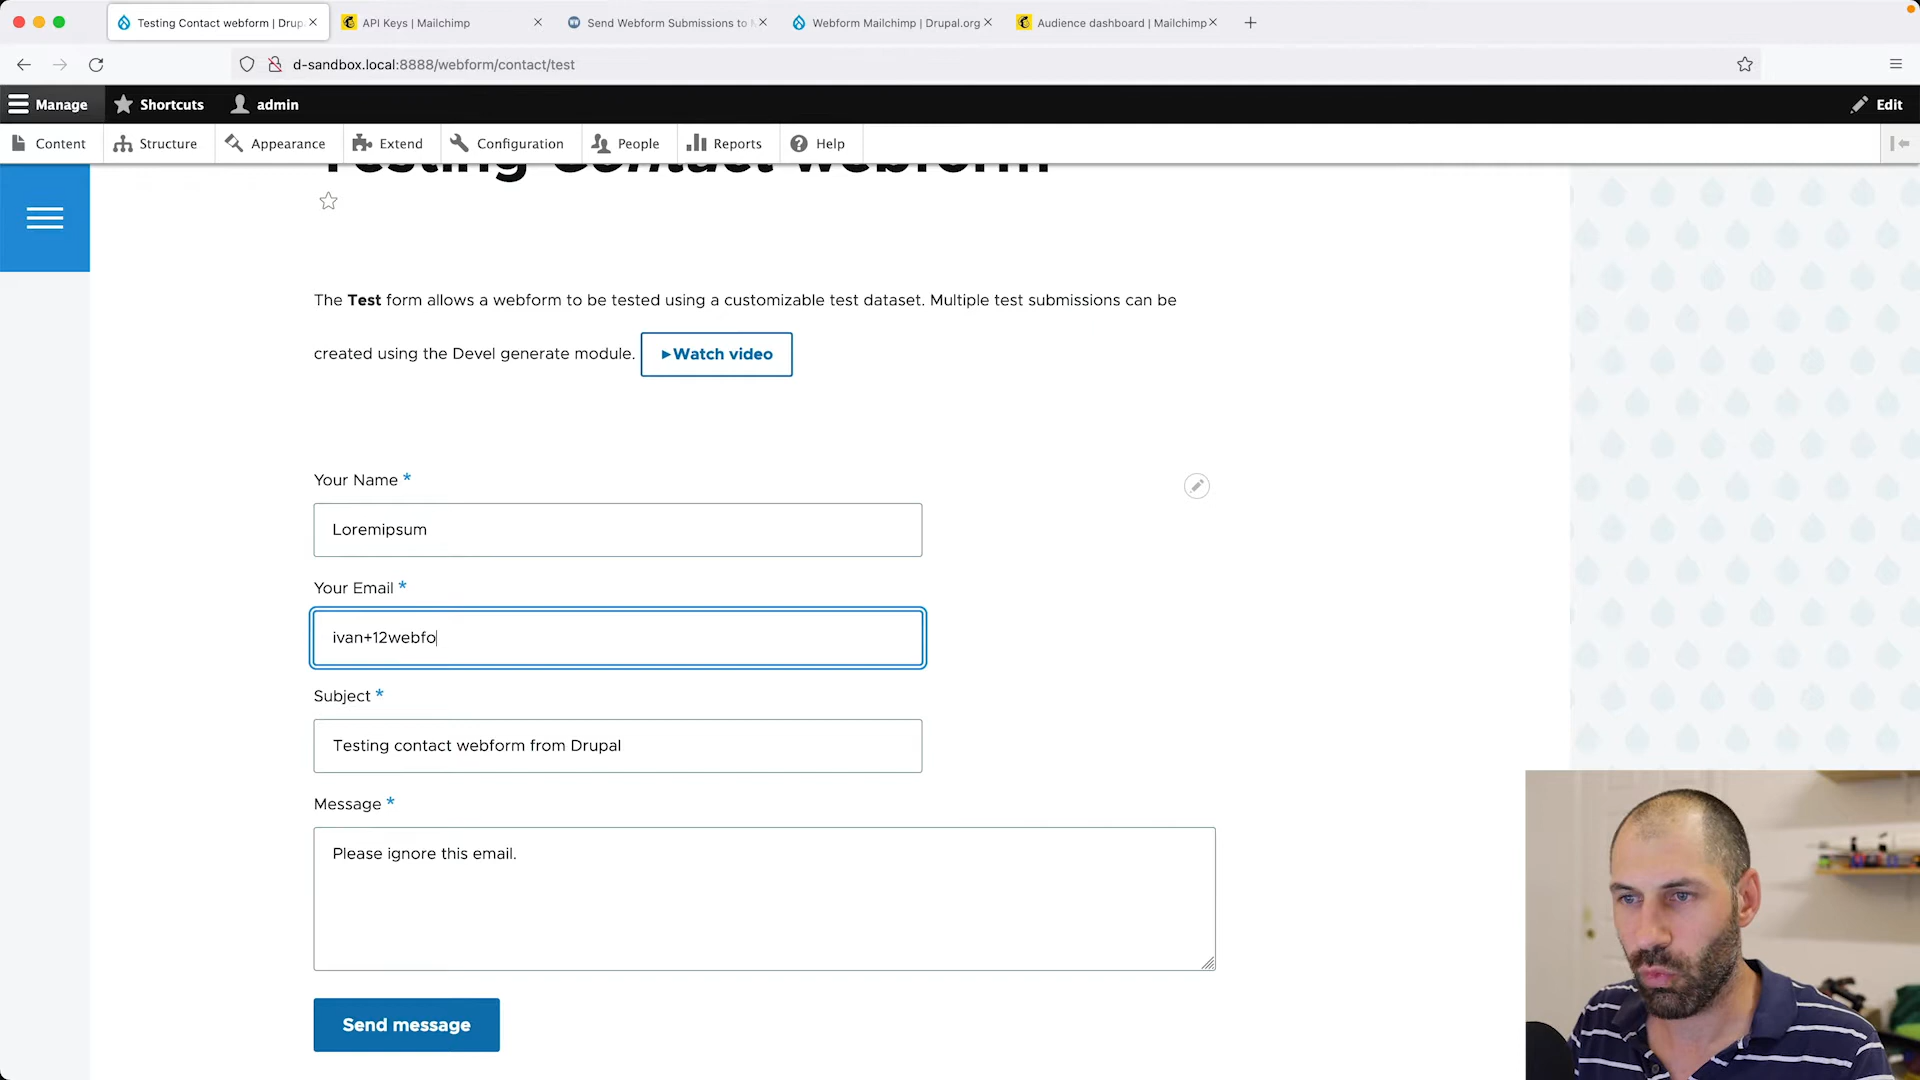 Testing Contact webform | Drup
API Keys | Mailchimp
Send Webform Submissions to M
Webform Mailchimp | Drupal.org
Audience dashboard | Mailchimp
d-sandbox.local:8888/webform/contact/test
Manage
Shortcuts
admin
Edit
Content
Structure
Appearance
Extend
Configuration
People
Reports
Help
Testing Contact webform
The Test form allows a webform to be tested using a customizable test dataset. Multiple test submissions can be
created using the Devel generate module. ▶Watch video
Your Name *
Loremipsum
Your Email *
ivan+12webfo
Subject *
Testing contact webform from Drupal
Message *
Please ignore this email.
Send message